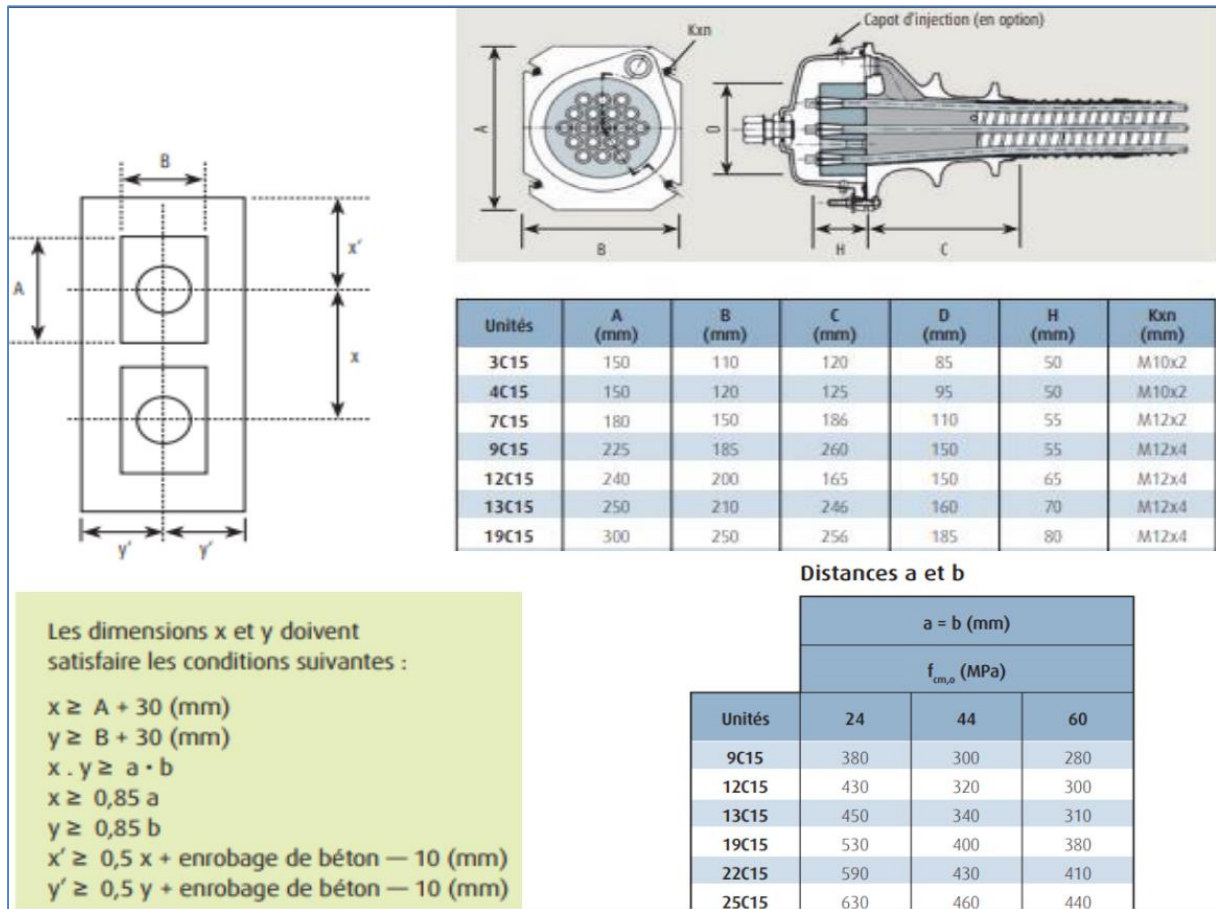 Capot d'injection (en option)
Kxn
A
B
D
H
C
B
A
x'
x
y'
y'
Unités A (mm) B (mm) C (mm) D (mm) H (mm) Kxn (mm)
3C15 150 110 120 85 50 M10x2
4C15 150 120 125 95 50 M10x2
7C15 180 150 186 110 55 M12x2
9C15 225 185 260 150 55 M12x4
12C15 240 200 165 150 65 M12x4
13C15 250 210 246 160 70 M12x4
19C15 300 250 256 185 80 M12x4
Les dimensions x et y doivent
satisfaire les conditions suivantes :
x ≥ A + 30 (mm)
y ≥ B + 30 (mm)
x . y ≥ a • b
x ≥ 0,85 a
y ≥ 0,85 b
x' ≥ 0,5 x + enrobage de béton — 10 (mm)
y' ≥ 0,5 y + enrobage de béton — 10 (mm)
Distances a et b
a = b (mm)
fcm,o (MPa)
Unités 24 44 60
9C15 380 300 280
12C15 430 320 300
13C15 450 340 310
19C15 530 400 380
22C15 590 430 410
25C15 630 460 440